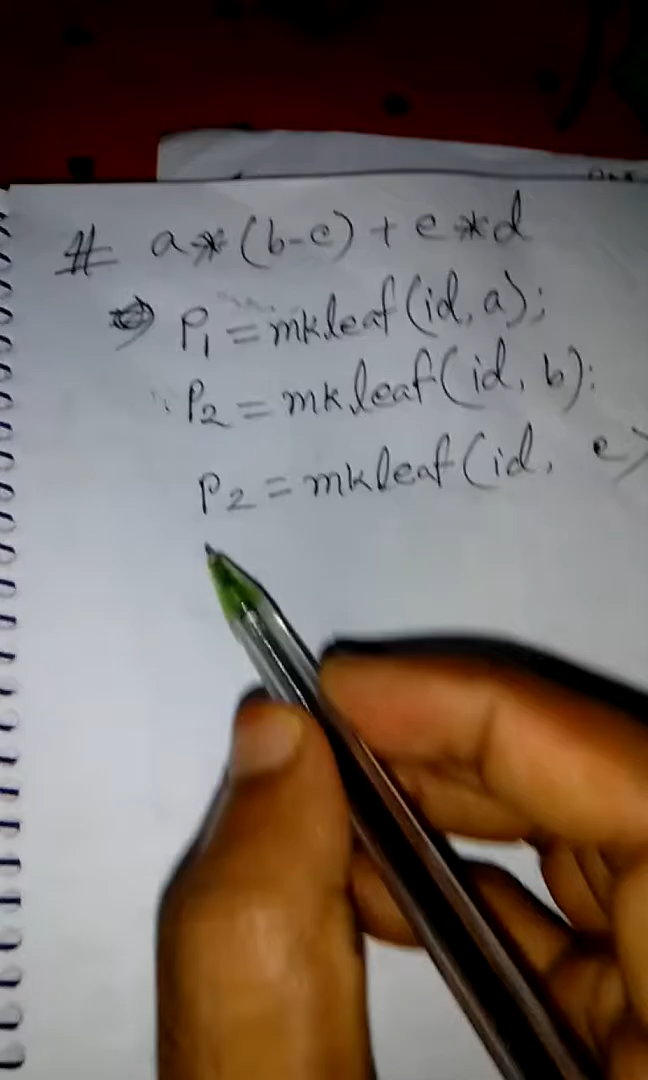 # a*(b-c) + c*d
⇒ P1 = mkleaf(id, a);
P2 = mkleaf(id, b);
P2 = mkleaf(id, c)